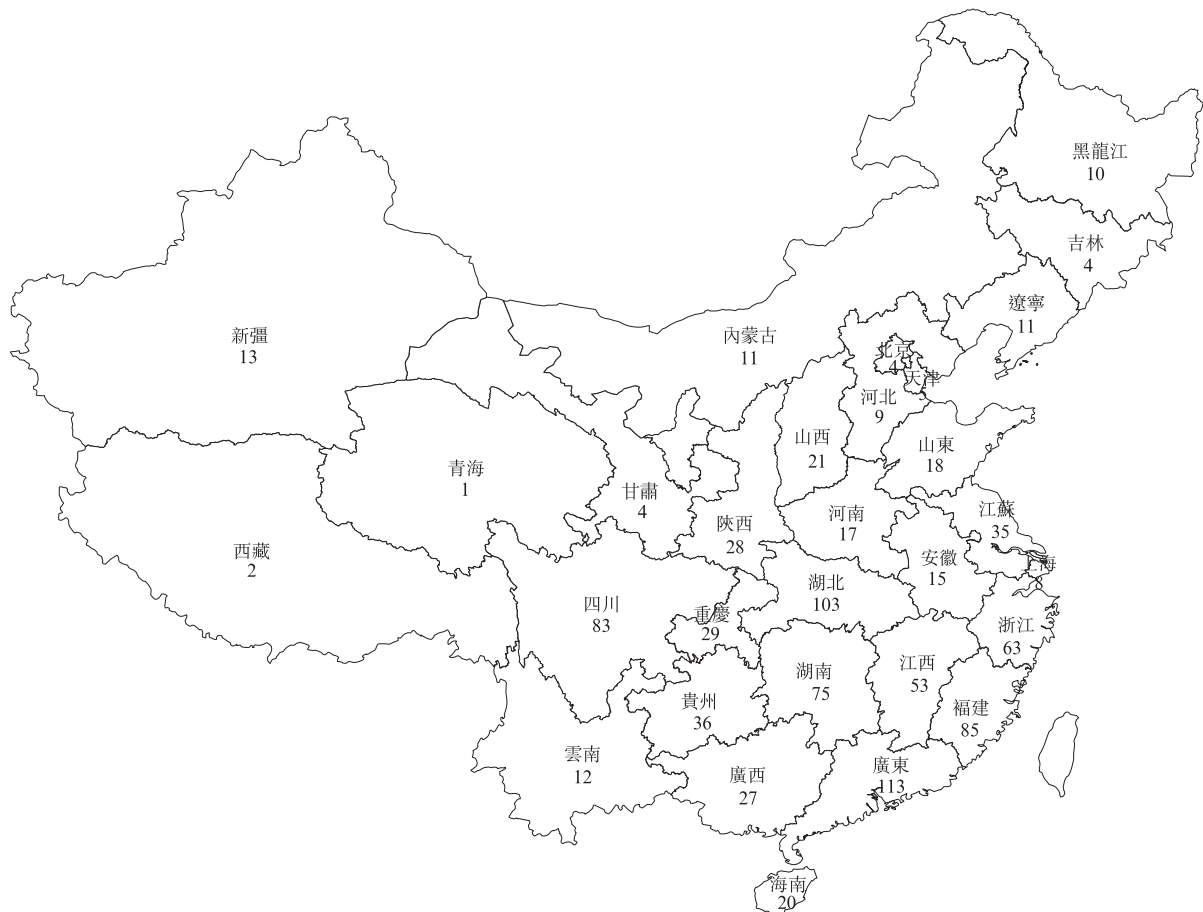 黑龍江
10
吉林
4
遼寧
11
新疆
13
內蒙古
11
北京
4
天津
河北
9
山西
21
山東
18
青海
1
甘肅
4
江蘇
35
河南
17
陝西
28
西藏
2
安徽
15
上海
8
湖北
103
四川
83
重慶
29
浙江
63
江西
53
湖南
75
貴州
36
福建
85
雲南
12
廣西
27
廣東
113
海南
20